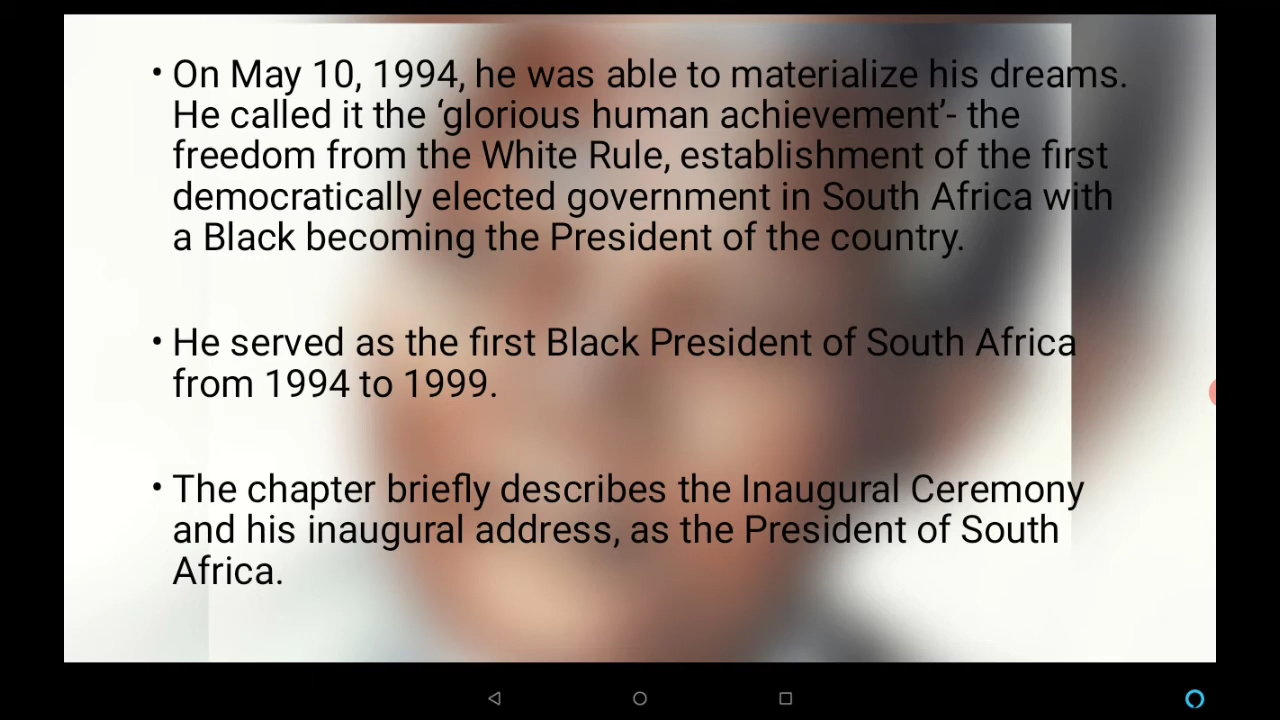 • On May 10, 1994, he was able to materialize his dreams.
He called it the ‘glorious human achievement’- the
freedom from the White Rule, establishment of the first
democratically elected government in South Africa with
a Black becoming the President of the country.
• He served as the first Black President of South Africa
from 1994 to 1999.
• The chapter briefly describes the Inaugural Ceremony
and his inaugural address, as the President of South
Africa.